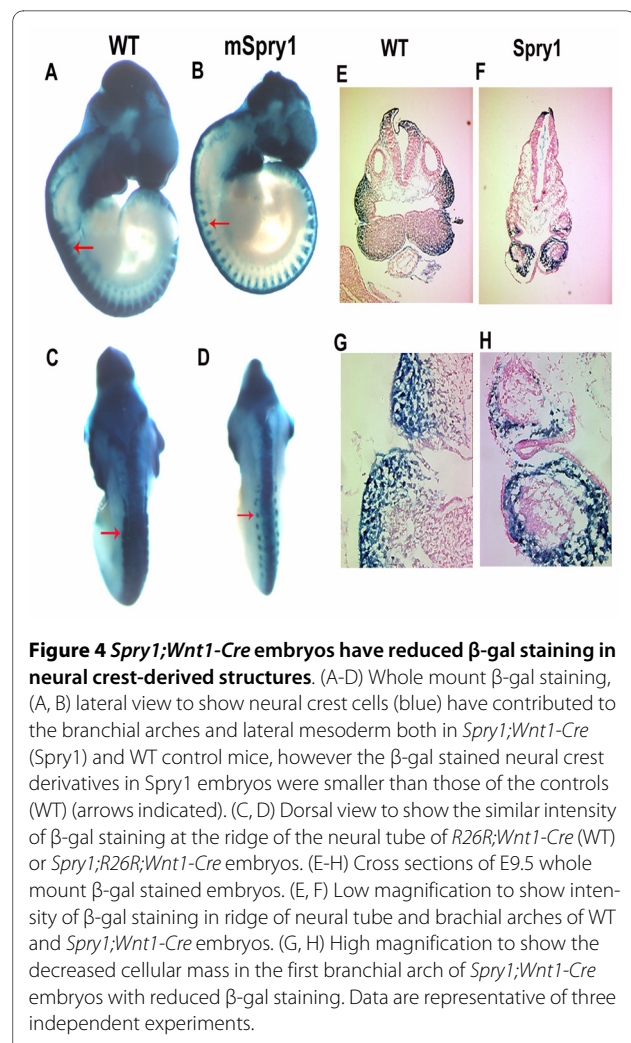 WT
mSpry1
WT
Spry1
A
B
E
F
C
D
G
H
Figure 4 Spry1;Wnt1-Cre embryos have reduced β-gal staining in
neural crest-derived structures. (A-D) Whole mount β-gal staining,
(A, B) lateral view to show neural crest cells (blue) have contributed to
the branchial arches and lateral mesoderm both in Spry1;Wnt1-Cre
(Spry1) and WT control mice, however the β-gal stained neural crest
derivatives in Spry1 embryos were smaller than those of the controls
(WT) (arrows indicated). (C, D) Dorsal view to show the similar intensity
of β-gal staining at the ridge of the neural tube of R26R;Wnt1-Cre (WT)
or Spry1;R26R;Wnt1-Cre embryos. (E-H) Cross sections of E9.5 whole
mount β-gal stained embryos. (E, F) Low magnification to show inten-
sity of β-gal staining in ridge of neural tube and brachial arches of WT
and Spry1;Wnt1-Cre embryos. (G, H) High magnification to show the
decreased cellular mass in the first branchial arch of Spry1;Wnt1-Cre
embryos with reduced β-gal staining. Data are representative of three
independent experiments.